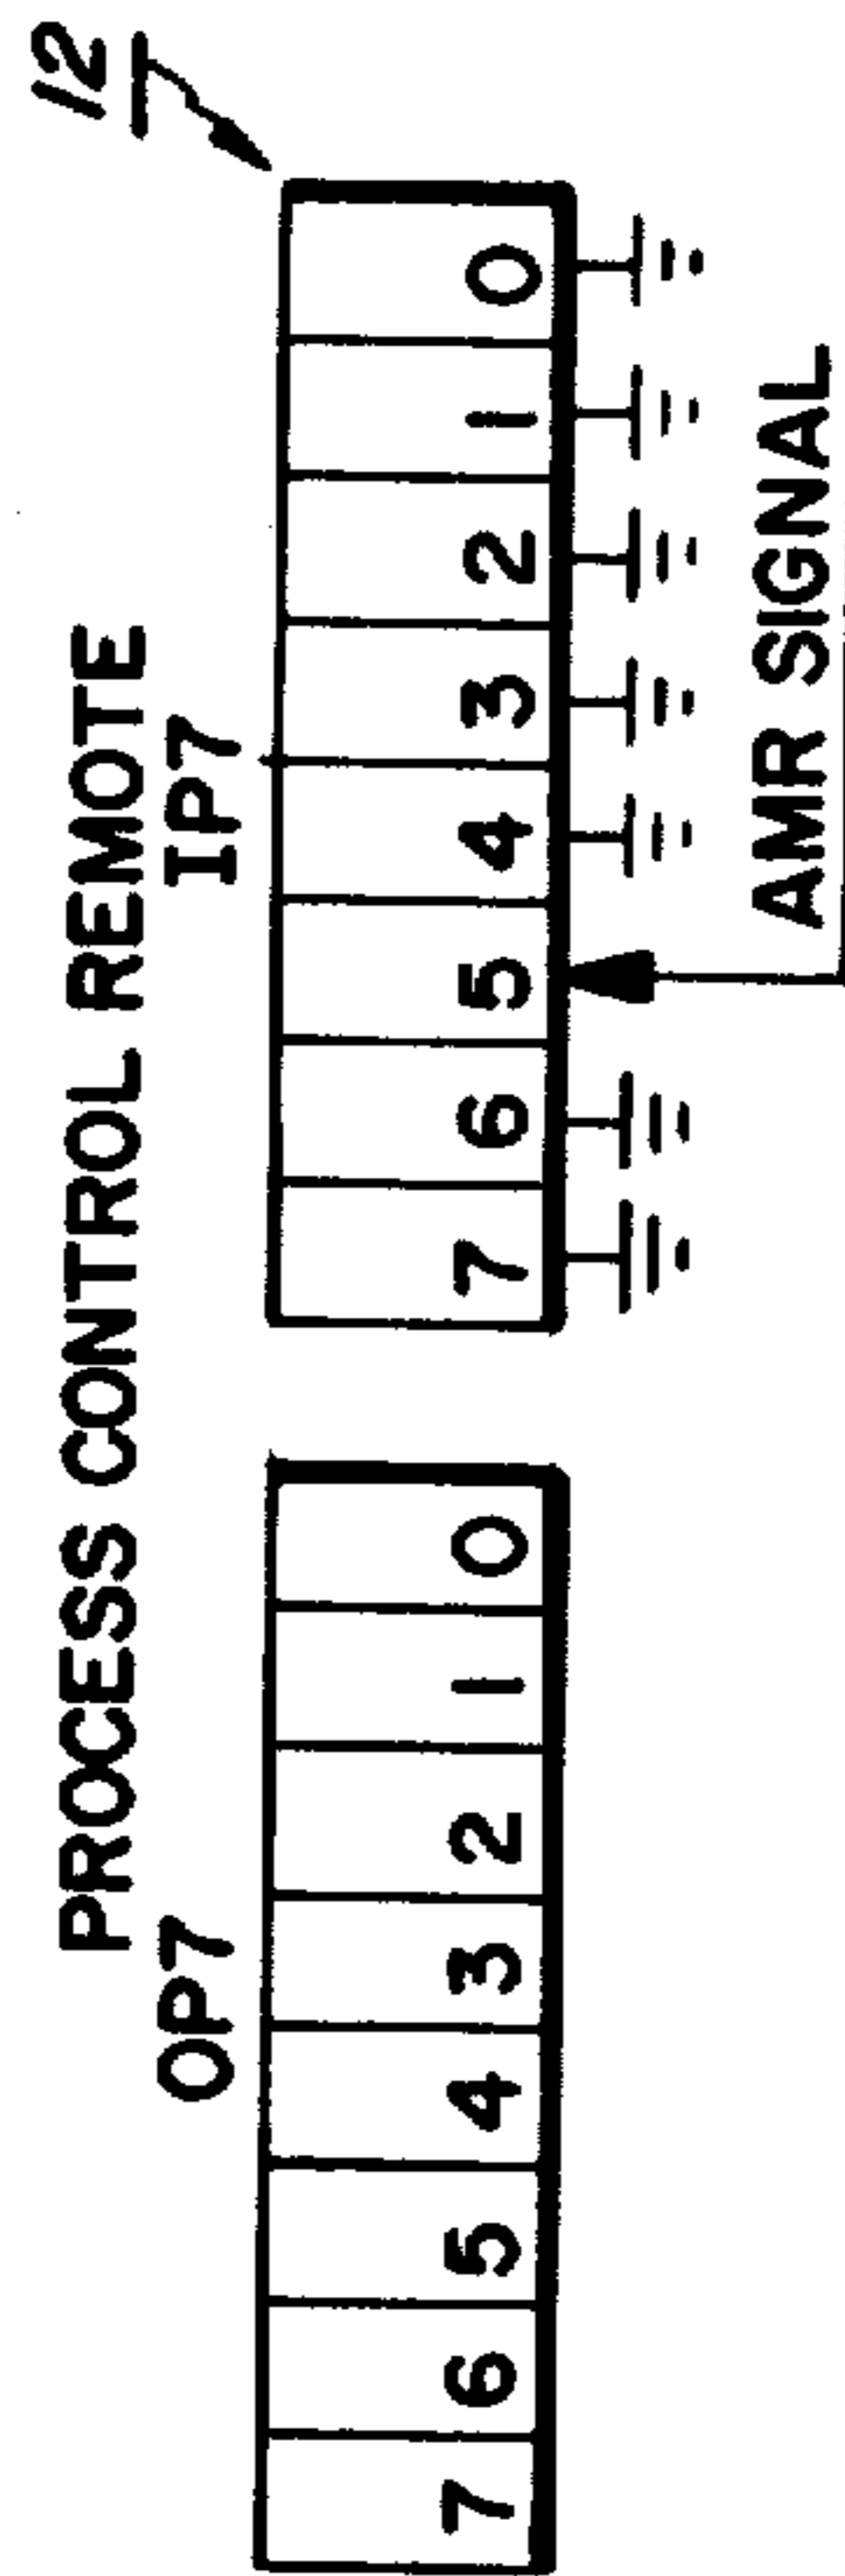 12
PROCESS CONTROL REMOTE
OP7 IP7
7 6 5 4 3 2 1 0 7 6 5 4 3 2 1 0
AMR SIGNAL